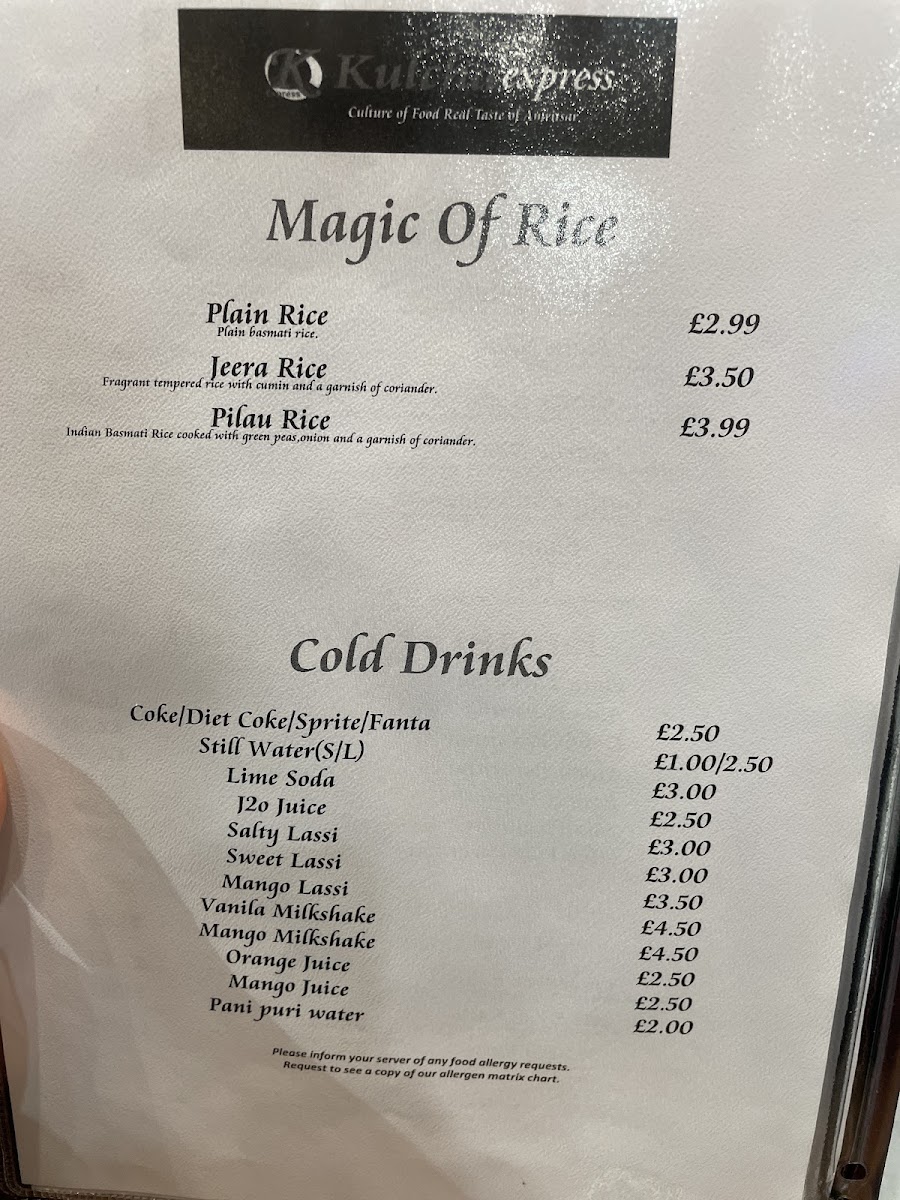 K Kulcha express
press
Culture of Food Real Taste of Amritsar
Magic Of Rice
Plain Rice £2.99
Plain basmati rice.
Jeera Rice £3.50
Fragrant tempered rice with cumin and a garnish of coriander.
Pilau Rice £3.99
Indian Basmati Rice cooked with green peas,onion and a garnish of coriander.
Cold Drinks
Coke/Diet Coke/Sprite/Fanta £2.50
Still Water(S/L) £1.00/2.50
Lime Soda £3.00
J2o Juice £2.50
Salty Lassi £3.00
Sweet Lassi £3.00
Mango Lassi £3.50
Vanila Milkshake £4.50
Mango Milkshake £4.50
Orange Juice £2.50
Mango Juice £2.50
Pani puri water £2.00
Please inform your server of any food allergy requests.
Request to see a copy of our allergen matrix chart.